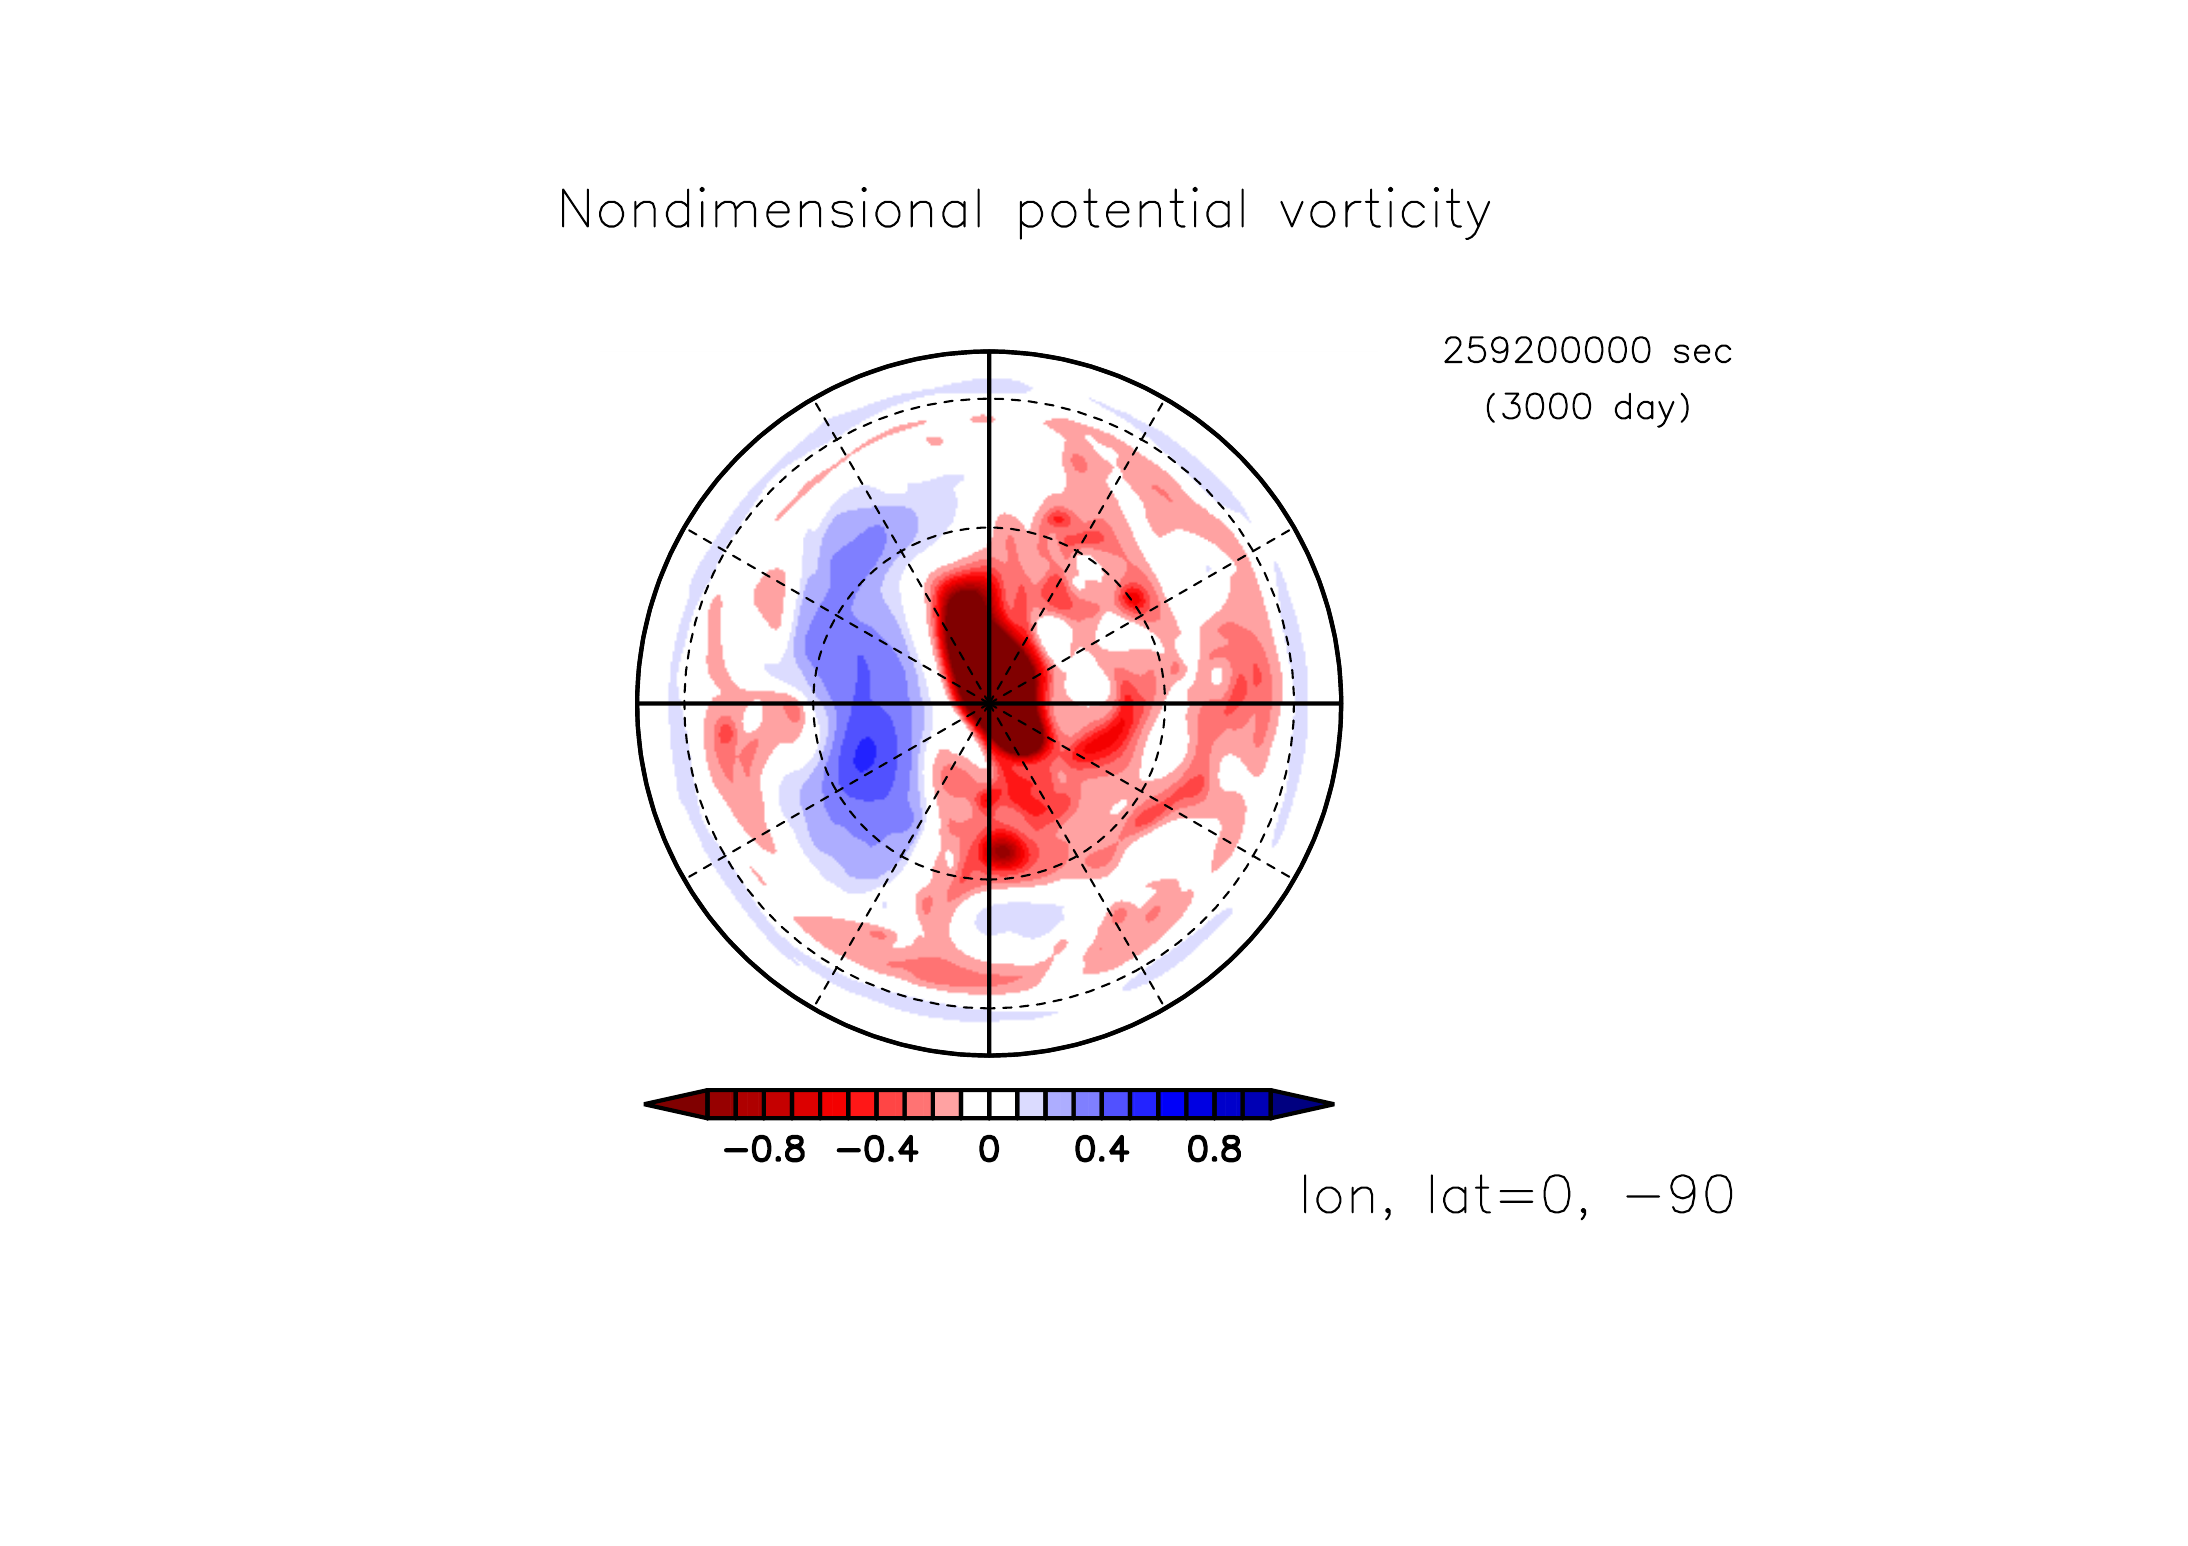 Nondimensional potential vorticity
259200000 sec
(3000 day)
−0.8 −0.4 0 0.4 0.8
lon, lat=0, −90